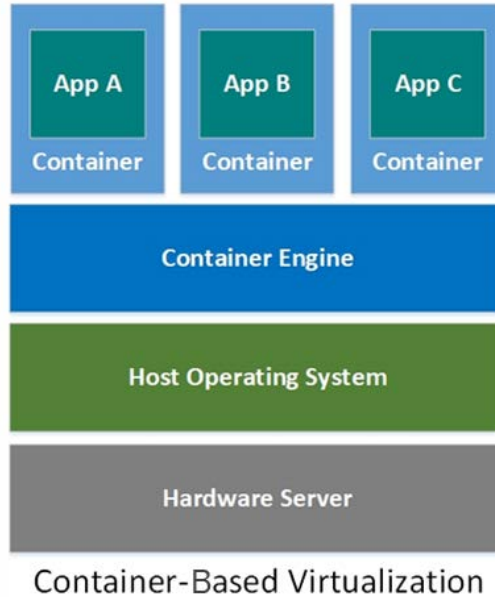 App A
App B
App C
Container
Container
Container
Container Engine
Host Operating System
Hardware Server
Container-Based Virtualization